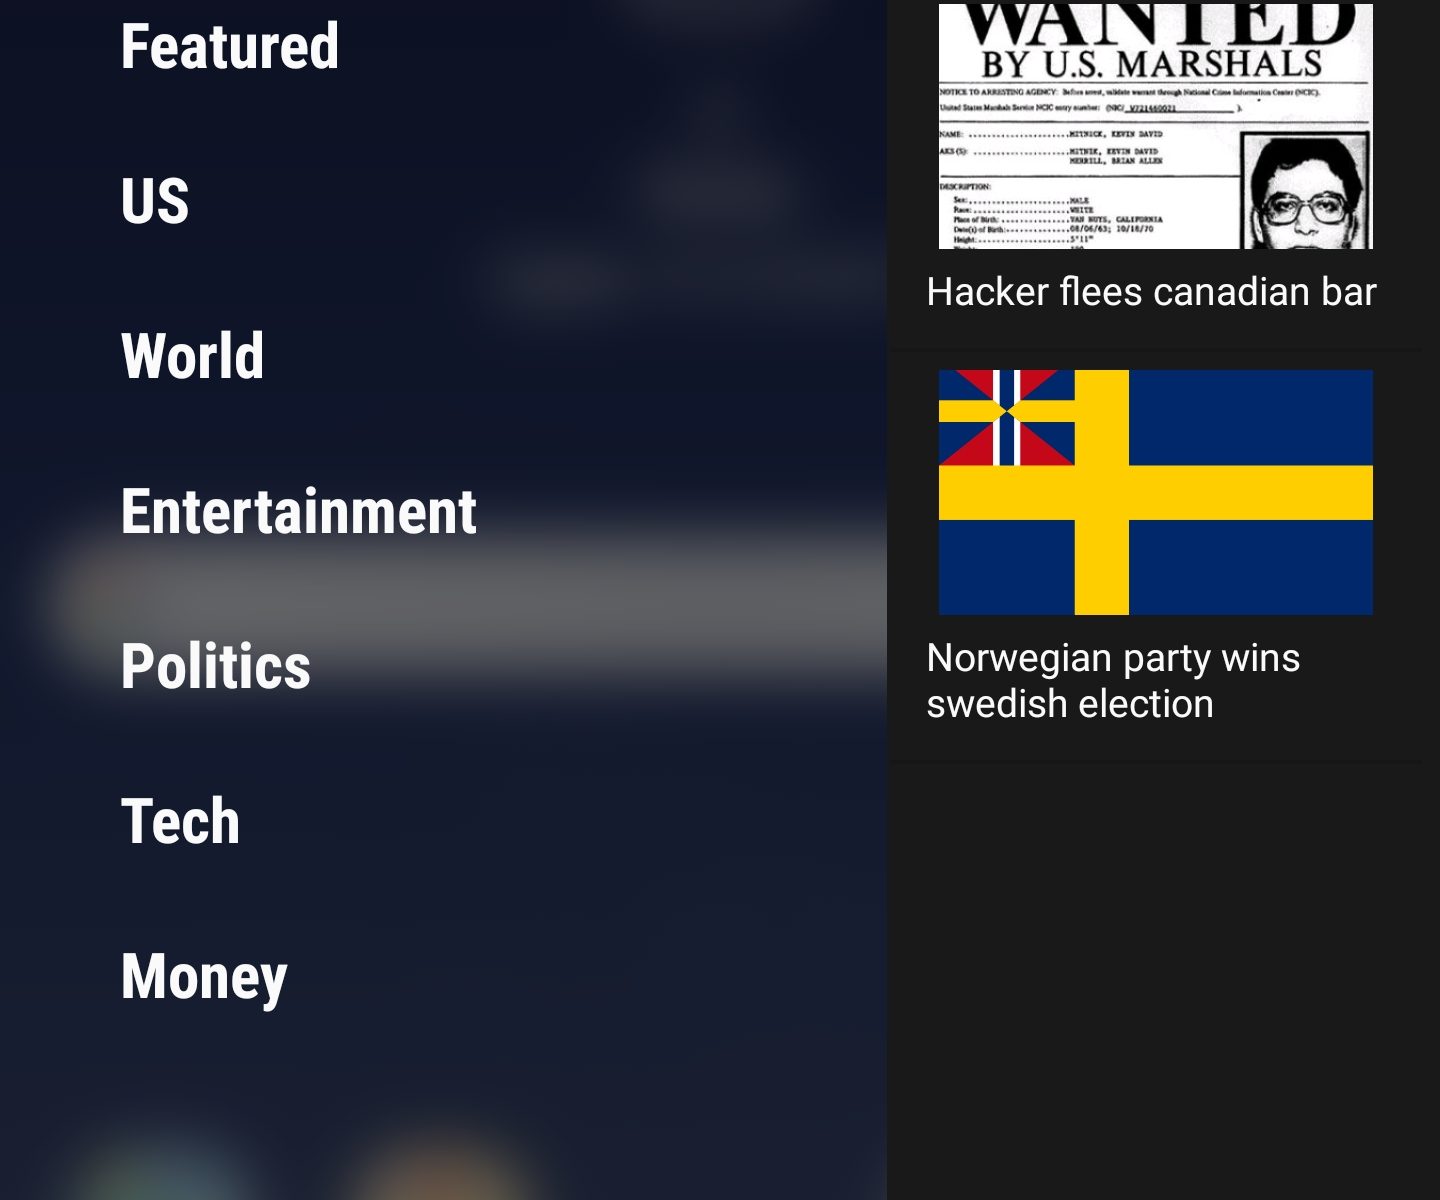 Featured
US
World
Entertainment
Politics
Tech
Money
WANTED
BY U.S. MARSHALS
NOTICE TO ARRESTING AGENCY: Before arrest, validate warrant through National Crime Information Center (NCIC).
United States Marshals Service NCIC entry number: (NIC/ W721460021 ).
NAME: ........................MITNICK, KEVIN DAVID
AKS(S): ......................MITNIK, KEVIN DAVID
MERRILL, BRIAN ALLEN
DESCRIPTION:
Sex:........................MALE
Race:.......................WHITE
Place of Birth:.................VAN NUYS, CALIFORNIA
Date(s) of Birth:...............08/06/63; 10/18/70
Height:.....................5'11"
Hacker flees canadian bar
Norwegian party wins
swedish election